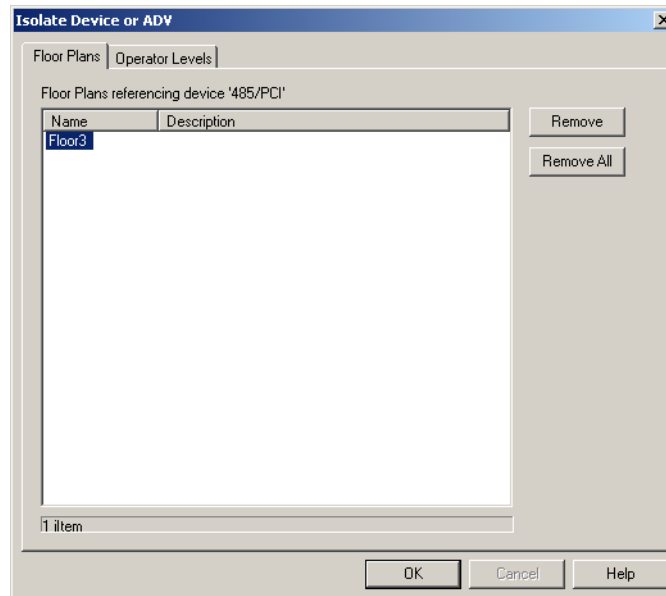 Isolate Device or ADV
Floor Plans Operator Levels
Floor Plans referencing device '485/PCI'
Name Description
Floor3
Remove
Remove All
1 iItem
OK Cancel Help